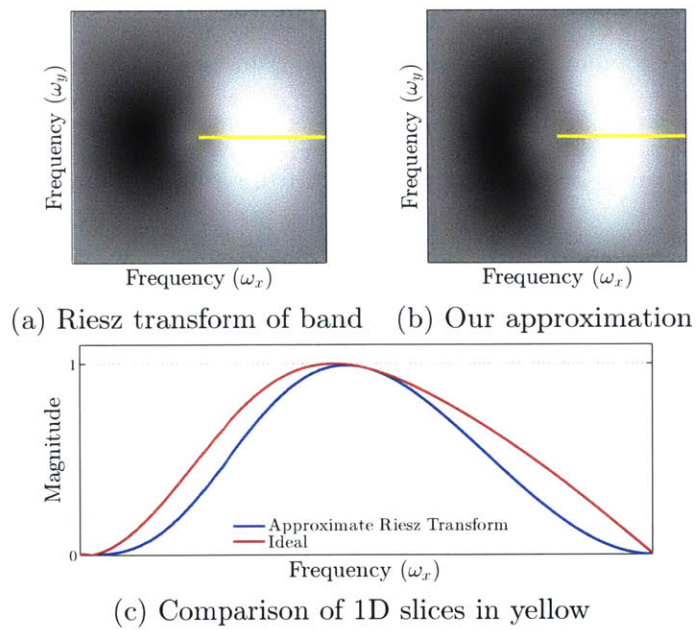 Frequency (ω_y)
Frequency (ω_x)
(a) Riesz transform of band
Frequency (ω_y)
Frequency (ω_x)
(b) Our approximation
Magnitude
1
0
Approximate Riesz Transform
Ideal
Frequency (ω_x)
(c) Comparison of 1D slices in yellow